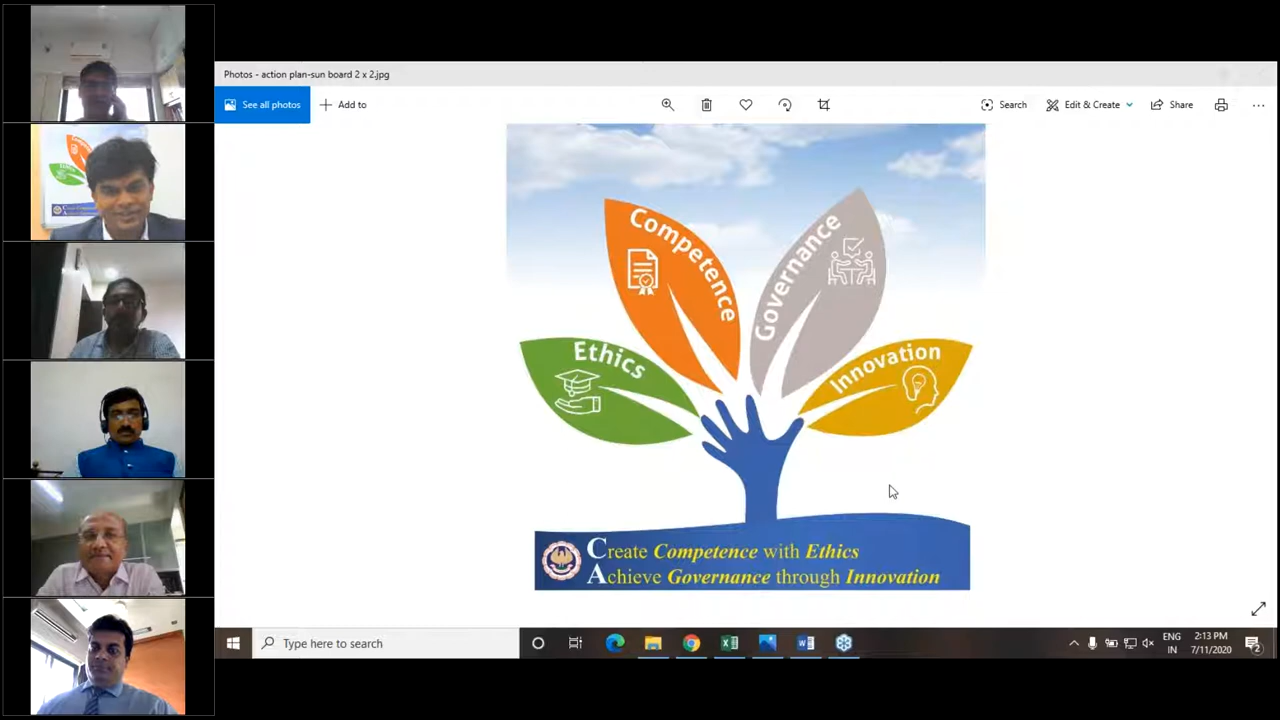 Photos - action plan-sun board 2 x 2.jpg
See all photos
Add to
Search
Edit & Create
Share
Competence
Governance
Ethics
Innovation
Create Competence with Ethics
Achieve Governance through Innovation
Type here to search
ENG
IN
2:13 PM
7/11/2020
2